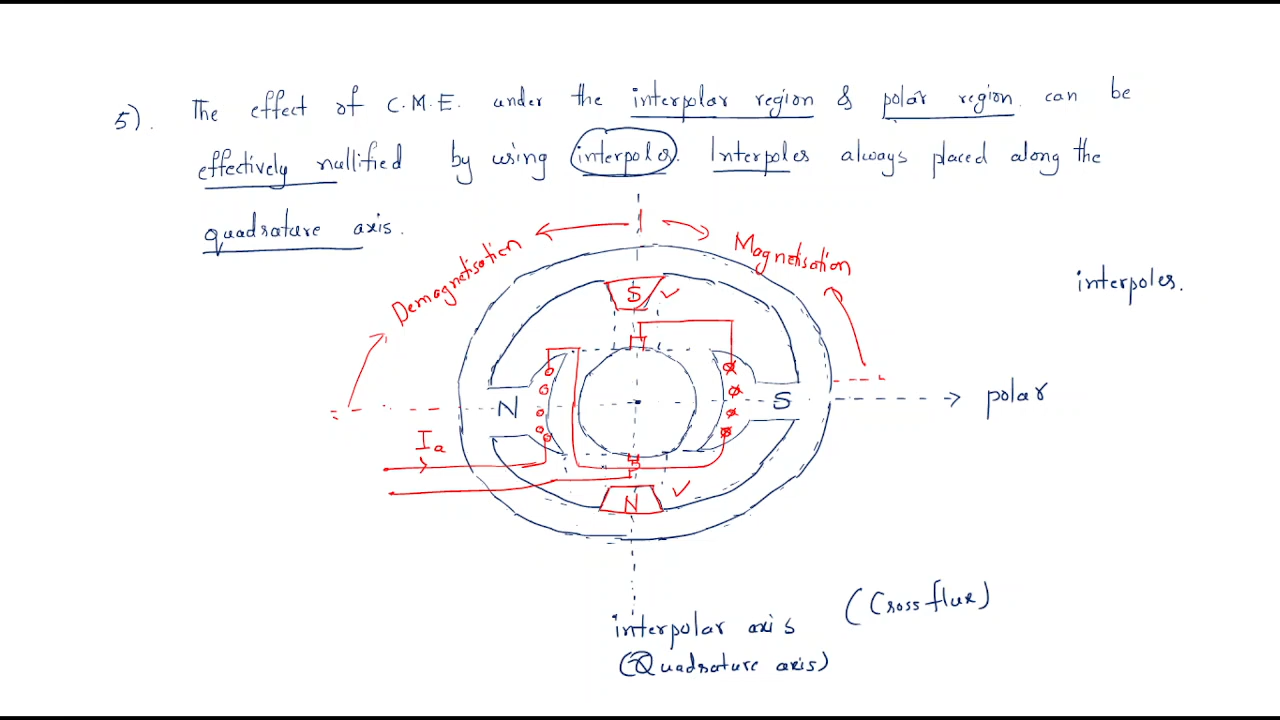 5). The effect of C.M.E. under the interpolar region & polar region. can be
effectively nullified by using interpoles. Interpoles always placed along the
quadrature axis.
Demagnetisation
Magnetisation
interpoles.
S
N
S
polar
Ia
N
interpolar axis
(Cross flux)
(Quadrature axis)